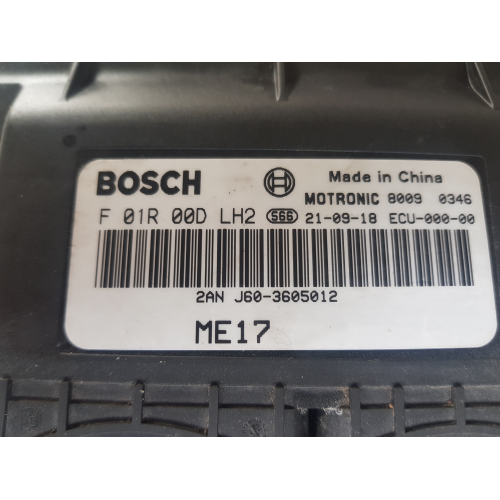 BOSCH Made in China
MOTRONIC 8009 0346
F 01R 00D LH2 566 21-09-18 ECU-000-00
2AN J60-3605012
ME17